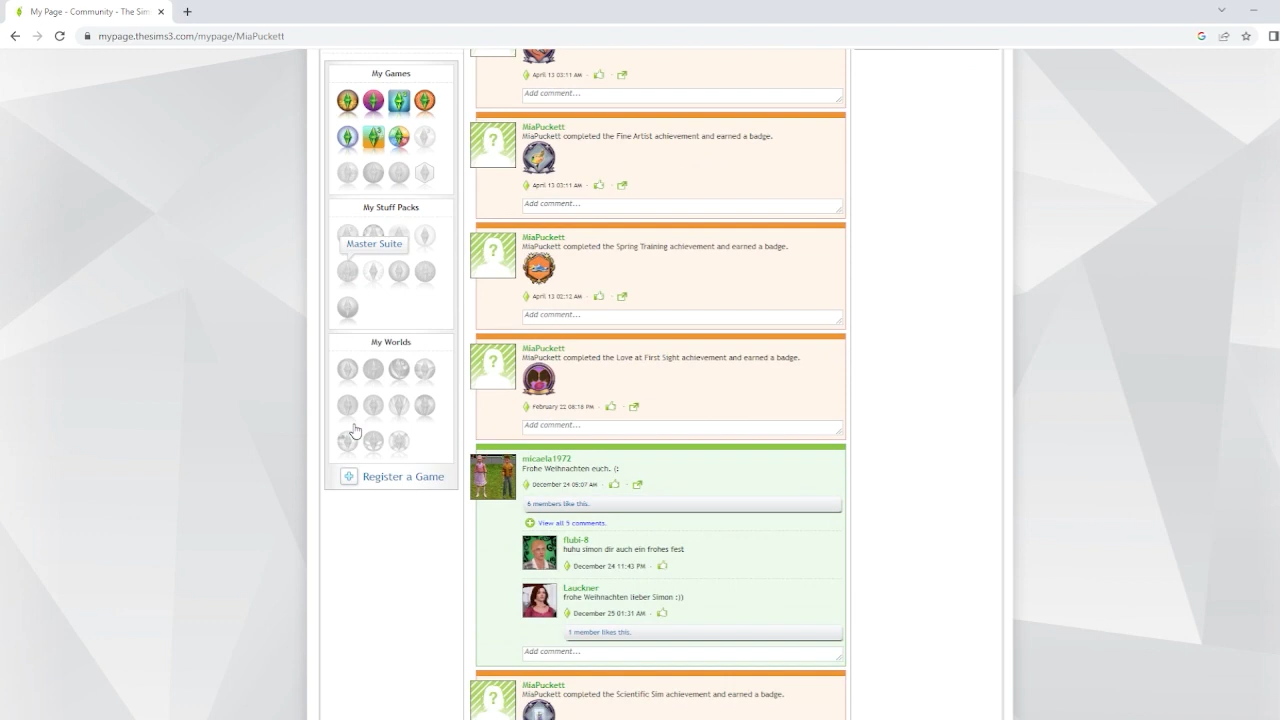 My Page - Community - The Sim
mypage.thesims3.com/mypage/MiaPuckett
My Games
My Stuff Packs
Master Suite
My Worlds
Register a Game
April 13 03:11 AM
Add comment...
MiaPuckett
MiaPuckett completed the Fine Artist achievement and earned a badge.
April 13 03:11 AM
Add comment...
MiaPuckett
MiaPuckett completed the Spring Training achievement and earned a badge.
April 13 02:12 AM
Add comment...
MiaPuckett
MiaPuckett completed the Love at First Sight achievement and earned a badge.
February 22 08:16 PM
Add comment...
micaela1972
Frohe Weihnachten euch. (:
December 24 05:07 AM
6 members like this.
View all 5 comments.
flubi-8
huhu simon dir auch ein frohes fest
December 24 11:43 PM
Lauckner
frohe Weihnachten lieber Simon :))
December 25 01:31 AM
1 member likes this.
Add comment...
MiaPuckett
MiaPuckett completed the Scientific Sim achievement and earned a badge.